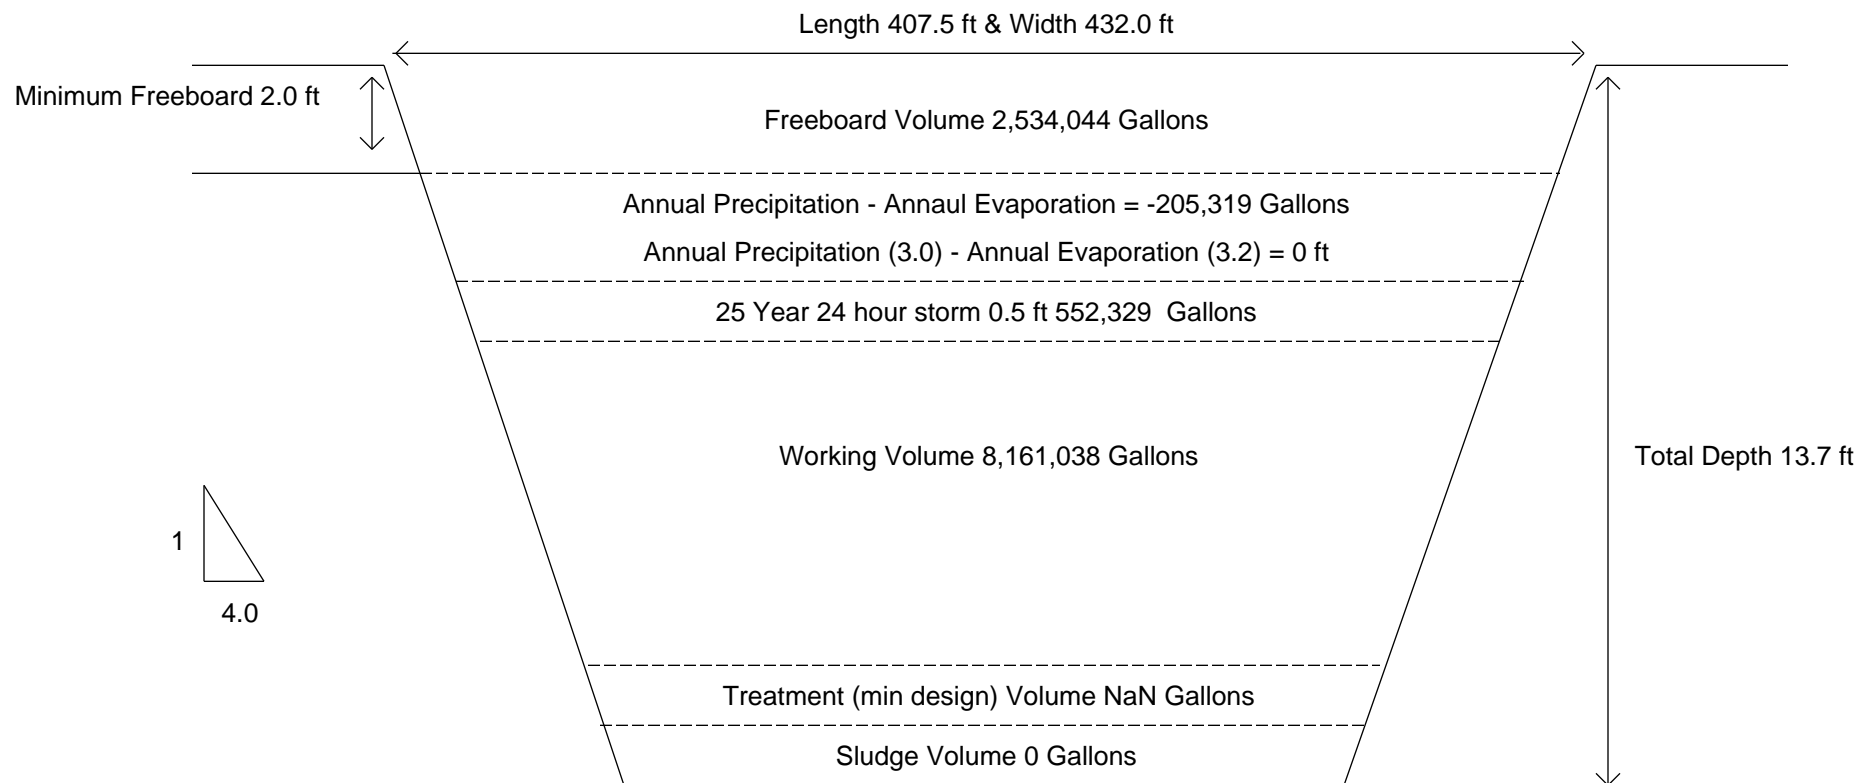 Length 407.5 ft & Width 432.0 ft
Minimum Freeboard 2.0 ft
Freeboard Volume 2,534,044 Gallons
Annual Precipitation - Annaul Evaporation = -205,319 Gallons
Annual Precipitation (3.0) - Annual Evaporation (3.2) = 0 ft
25 Year 24 hour storm 0.5 ft 552,329  Gallons
Working Volume 8,161,038 Gallons
Total Depth 13.7 ft
1
4.0
Treatment (min design) Volume NaN Gallons
Sludge Volume 0 Gallons